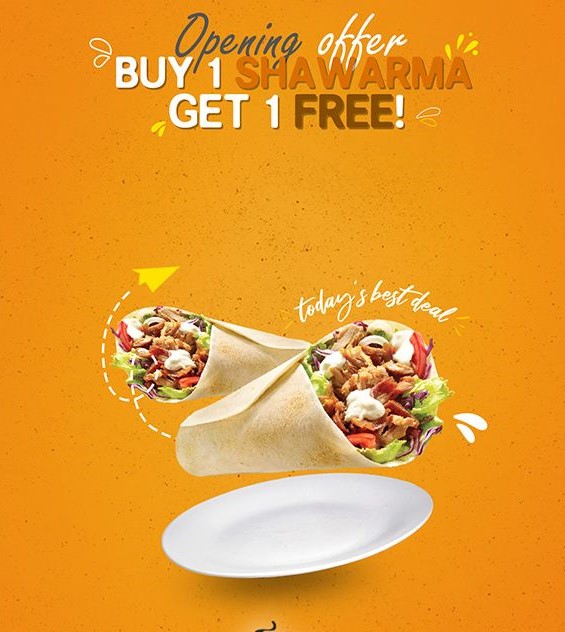 Opening offer
BUY 1 SHAWARMA
GET 1 FREE!
today's best deal